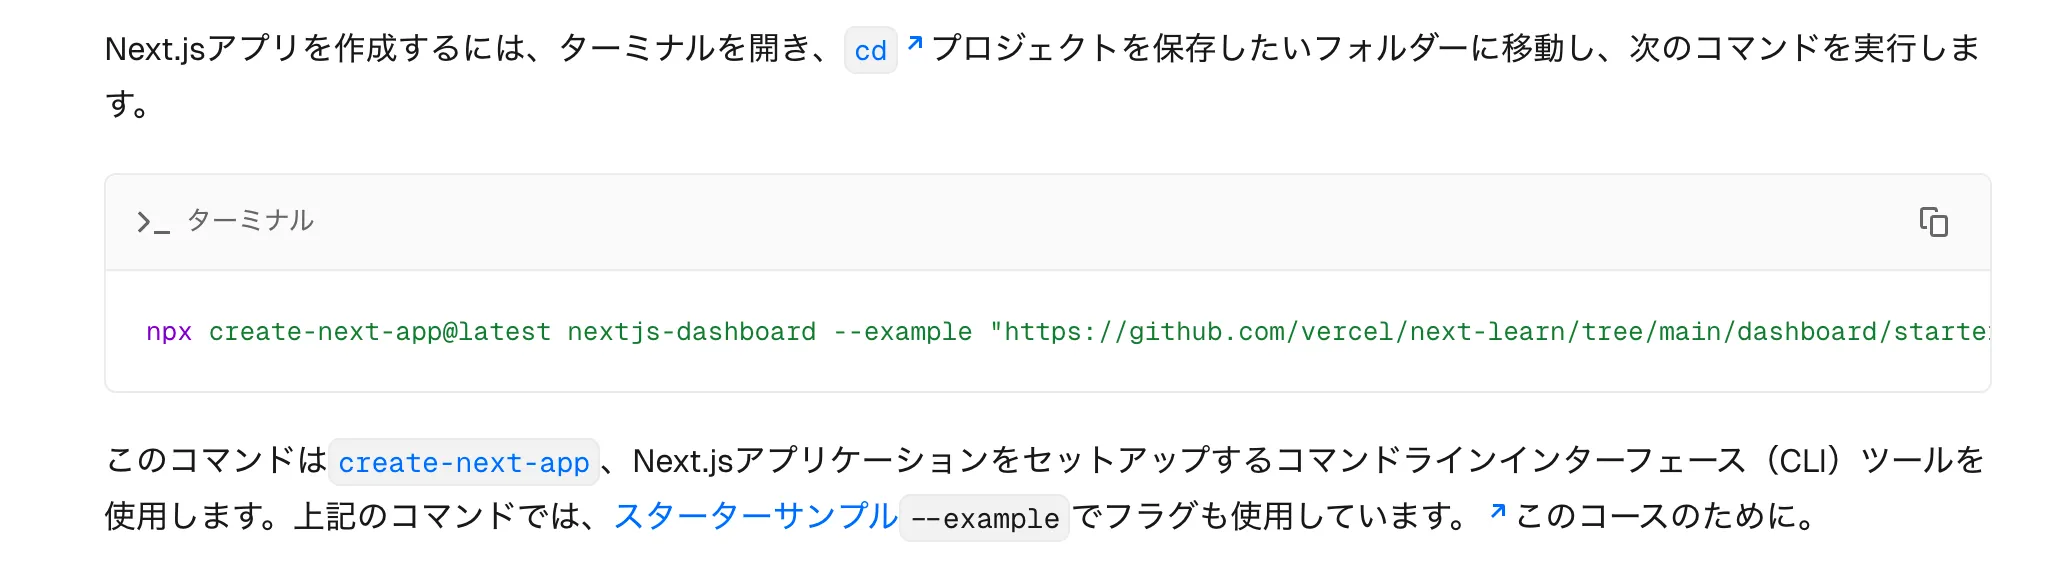 Next.jsアプリを作成するには、ターミナルを開き、 cd プロジェクトを保存したいフォルダーに移動し、次のコマンドを実行しま
す。
ターミナル
npx create-next-app@latest nextjs-dashboard --example "https://github.com/vercel/next-learn/tree/main/dashboard/starte
このコマンドは create-next-app 、Next.jsアプリケーションをセットアップするコマンドラインインターフェース（CLI）ツールを
使用します。上記のコマンドでは、スターターサンプル --example でフラグも使用しています。 このコースのために。